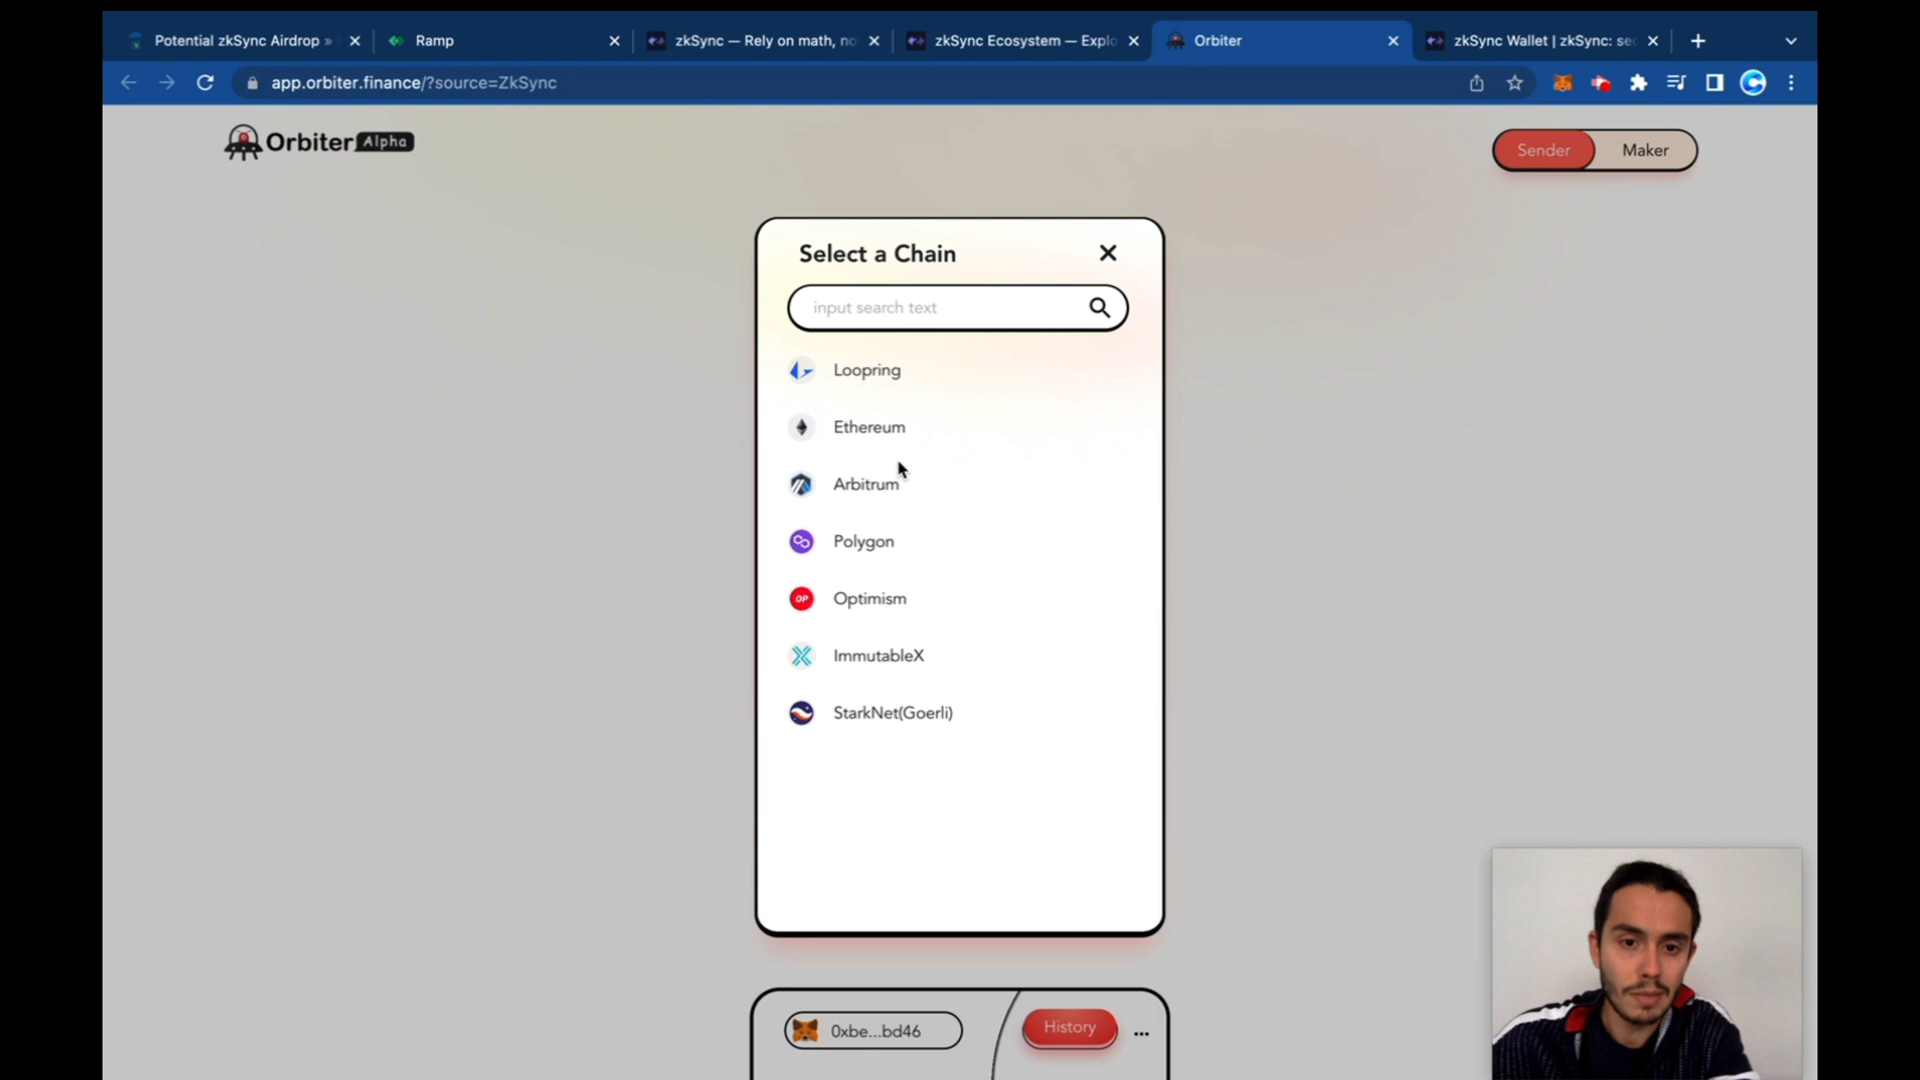 Potential zkSync Airdrop »
Ramp
zkSync — Rely on math, no
zkSync Ecosystem — Explo
Orbiter
zkSync Wallet | zkSync: sec
app.orbiter.finance/?source=ZkSync
Orbiter Alpha
Sender
Maker
Select a Chain
input search text
Loopring
Ethereum
Arbitrum
Polygon
OP Optimism
ImmutableX
StarkNet(Goerli)
0xbe...bd46
History